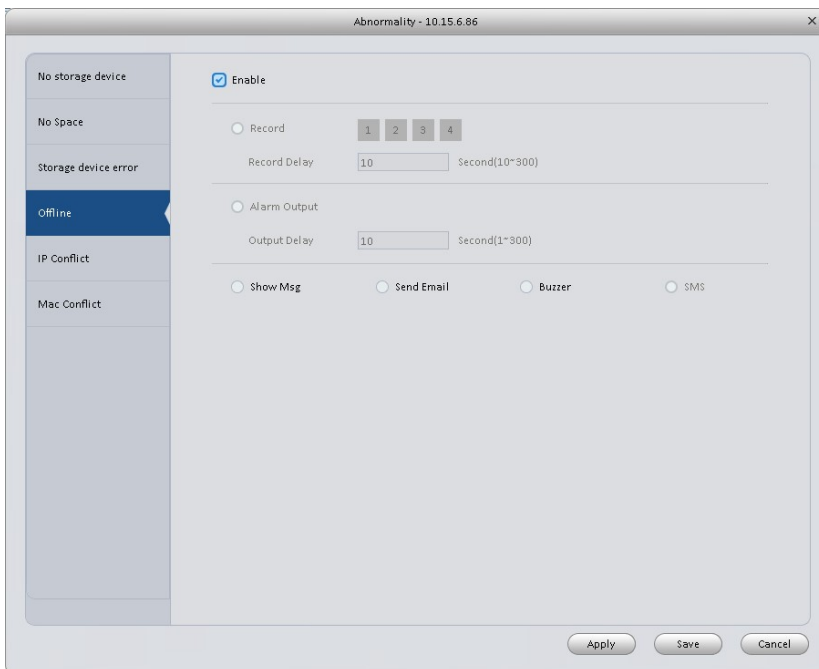 Abnormality - 10.15.6.86
No storage device
No Space
Storage device error
Offline
IP Conflict
Mac Conflict
Enable
Record 1 2 3 4
Record Delay 10 Second(10~300)
Alarm Output
Output Delay 10 Second(1~300)
Show Msg Send Email Buzzer SMS
Apply Save Cancel